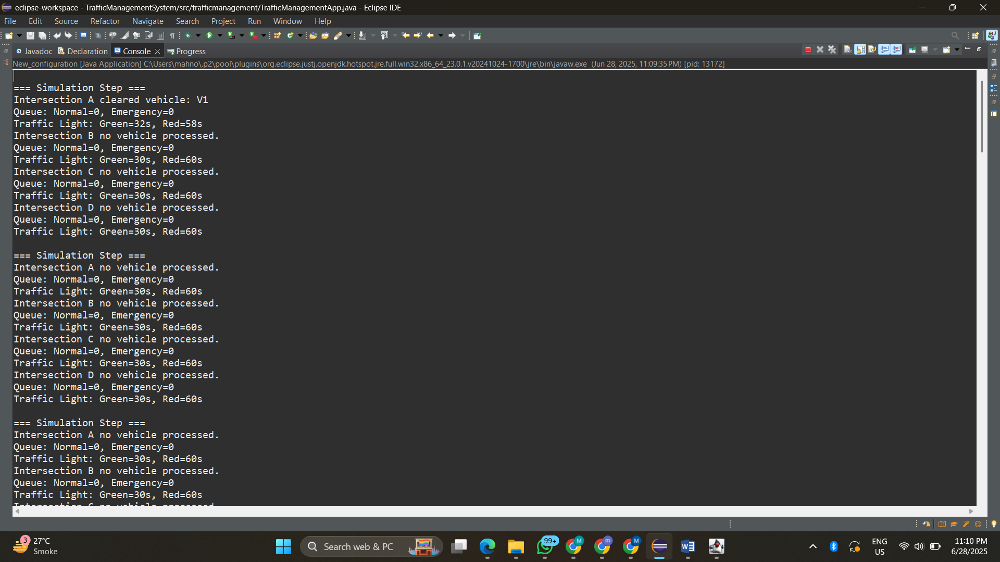 eclipse-workspace - TrafficManagementSystem/src/trafficmanagement/TrafficManagementApp.java - Eclipse IDE
File Edit Source Refactor Navigate Search Project Run Window Help
Javadoc Declaration Console Progress
New_configuration [Java Application] C:\Users\mahno\.p2\pool\plugins\org.eclipse.justj.openjdk.hotspot.jre.full.win32.x86_64_23.0.1.v20241024-1700\jre\bin\javaw.exe (Jun 28, 2025, 11:09:35 PM) [pid: 13172]
=== Simulation Step ===
Intersection A cleared vehicle: V1
Queue: Normal=0, Emergency=0
Traffic Light: Green=32s, Red=58s
Intersection B no vehicle processed.
Queue: Normal=0, Emergency=0
Traffic Light: Green=30s, Red=60s
Intersection C no vehicle processed.
Queue: Normal=0, Emergency=0
Traffic Light: Green=30s, Red=60s
Intersection D no vehicle processed.
Queue: Normal=0, Emergency=0
Traffic Light: Green=30s, Red=60s
=== Simulation Step ===
Intersection A no vehicle processed.
Queue: Normal=0, Emergency=0
Traffic Light: Green=30s, Red=60s
Intersection B no vehicle processed.
Queue: Normal=0, Emergency=0
Traffic Light: Green=30s, Red=60s
Intersection C no vehicle processed.
Queue: Normal=0, Emergency=0
Traffic Light: Green=30s, Red=60s
Intersection D no vehicle processed.
Queue: Normal=0, Emergency=0
Traffic Light: Green=30s, Red=60s
=== Simulation Step ===
Intersection A no vehicle processed.
Queue: Normal=0, Emergency=0
Traffic Light: Green=30s, Red=60s
Intersection B no vehicle processed.
Queue: Normal=0, Emergency=0
Traffic Light: Green=30s, Red=60s
Intersection C no vehicle processed.
3
27°C
Smoke
Search web & PC
99+
M
m
M
ENG
US
11:10 PM
6/28/2025